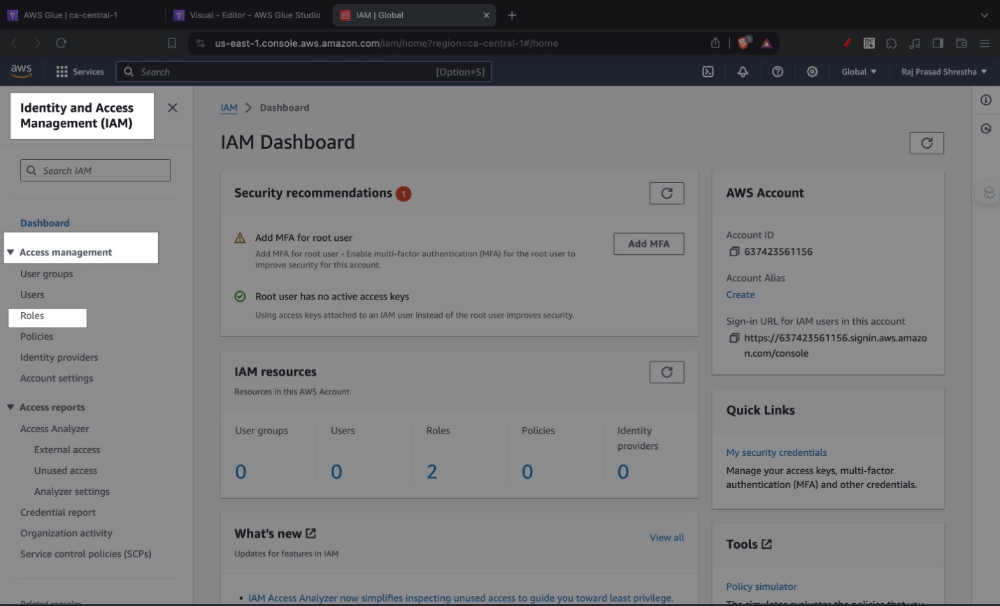 AWS Glue | ca-central-1
Visual - Editor - AWS Glue Studio
IAM | Global
us-east-1.console.aws.amazon.com/iam/home?region=ca-central-1#/home
1
aws
Services
Search
[Option+S]
Global
Raj Prasad Shrestha
Identity and Access
Management (IAM)
Search IAM
Dashboard
Access management
User groups
Users
Roles
Policies
Identity providers
Account settings
Access reports
Access Analyzer
External access
Unused access
Analyzer settings
Credential report
Organization activity
Service control policies (SCPs)
Related consoles
IAM
Dashboard
IAM Dashboard
Security recommendations 1
Add MFA for root user
Add MFA for root user - Enable multi-factor authentication (MFA) for the root user to
improve security for this account.
Add MFA
Root user has no active access keys
Using access keys attached to an IAM user instead of the root user improves security.
IAM resources
Resources in this AWS Account
User groups
0
Users
0
Roles
2
Policies
0
Identity
providers
0
What's new
Updates for features in IAM
View all
• IAM Access Analyzer now simplifies inspecting unused access to guide you toward least privilege.
AWS Account
Account ID
637423561156
Account Alias
Create
Sign-in URL for IAM users in this account
https://637423561156.signin.aws.amazo
n.com/console
Quick Links
My security credentials
Manage your access keys, multi-factor
authentication (MFA) and other credentials.
Tools
Policy simulator
The simulator evaluates the policies that you